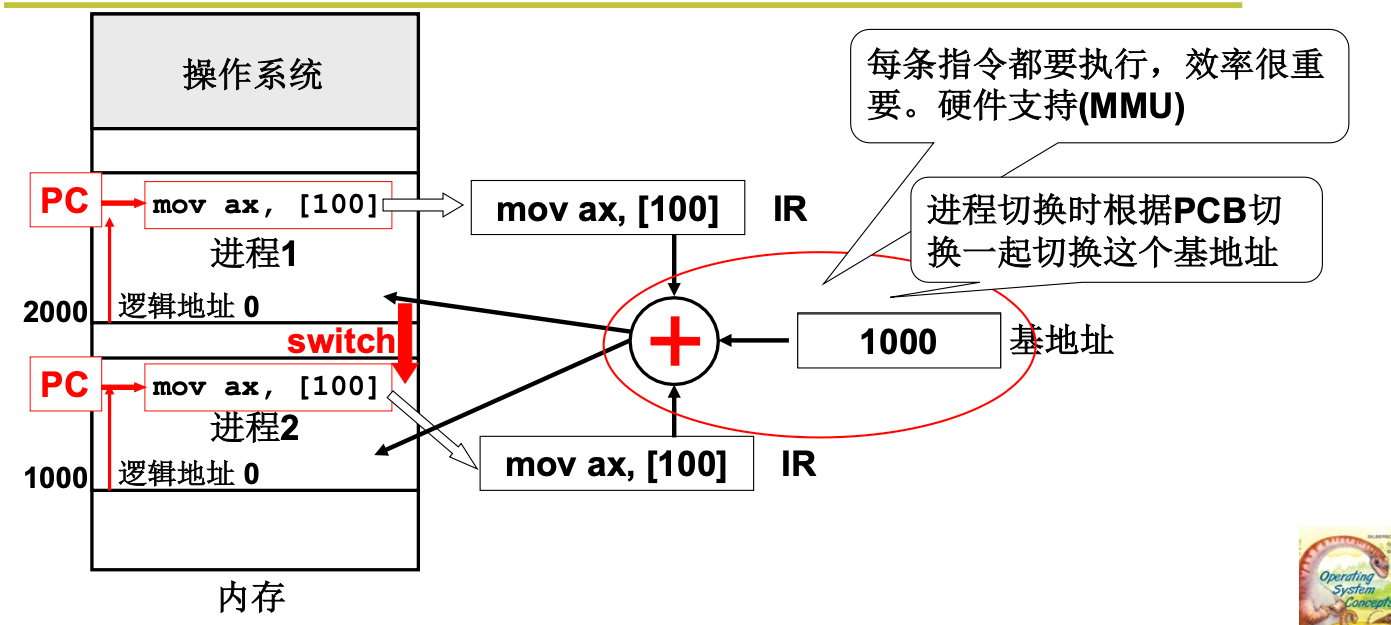 操作系统
每条指令都要执行，效率很重
要。硬件支持(MMU)
PC
mov ax, [100]
mov ax, [100]
IR
进程切换时根据PCB切
换一起切换这个基地址
进程1
2000
逻辑地址 0
switch
+
1000
基地址
PC
mov ax, [100]
进程2
mov ax, [100]
IR
1000
逻辑地址 0
内存
Operating
System
Concepts